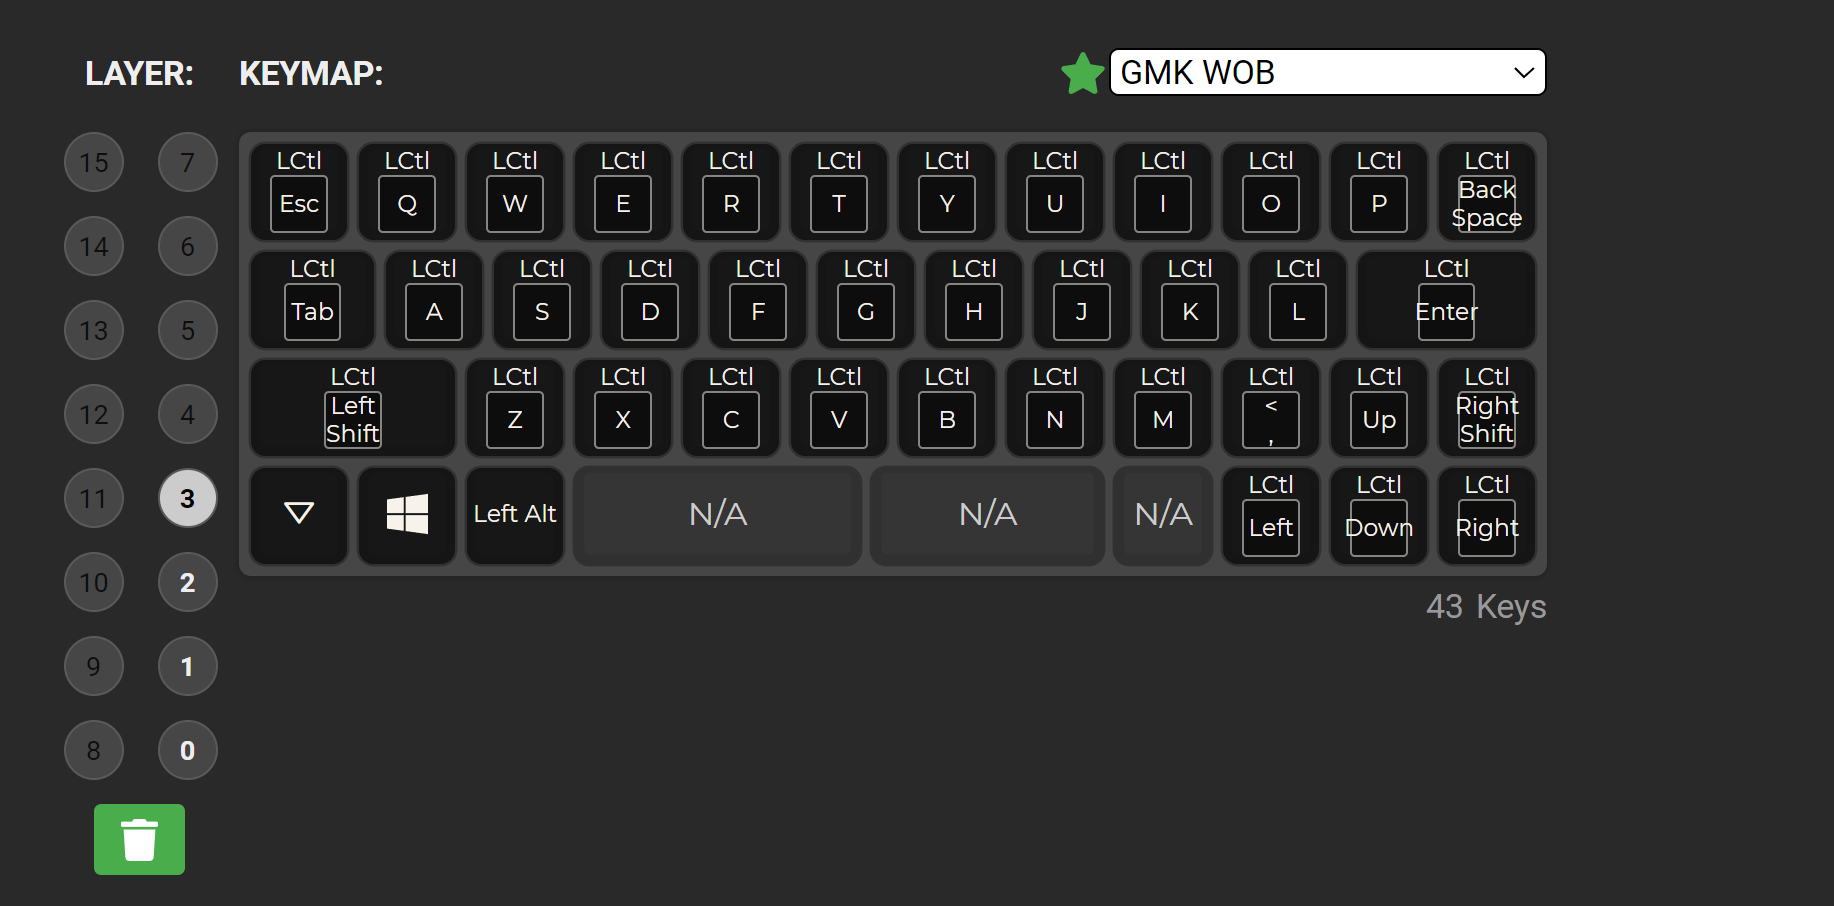 LAYER: KEYMAP: GMK WOB
15 7
LCtl LCtl LCtl LCtl LCtl LCtl LCtl LCtl LCtl LCtl LCtl LCtl
Esc Q W E R T Y U I O P Back Space
14 6
LCtl LCtl LCtl LCtl LCtl LCtl LCtl LCtl LCtl LCtl LCtl
Tab A S D F G H J K L Enter
13 5
12 4
LCtl LCtl LCtl LCtl LCtl LCtl LCtl LCtl LCtl LCtl LCtl
Left Shift Z X C V B N M < , Up Right Shift
11 3
LCtl LCtl LCtl
Left Alt N/A N/A N/A Left Down Right
10 2
43 Keys
9 1
8 0